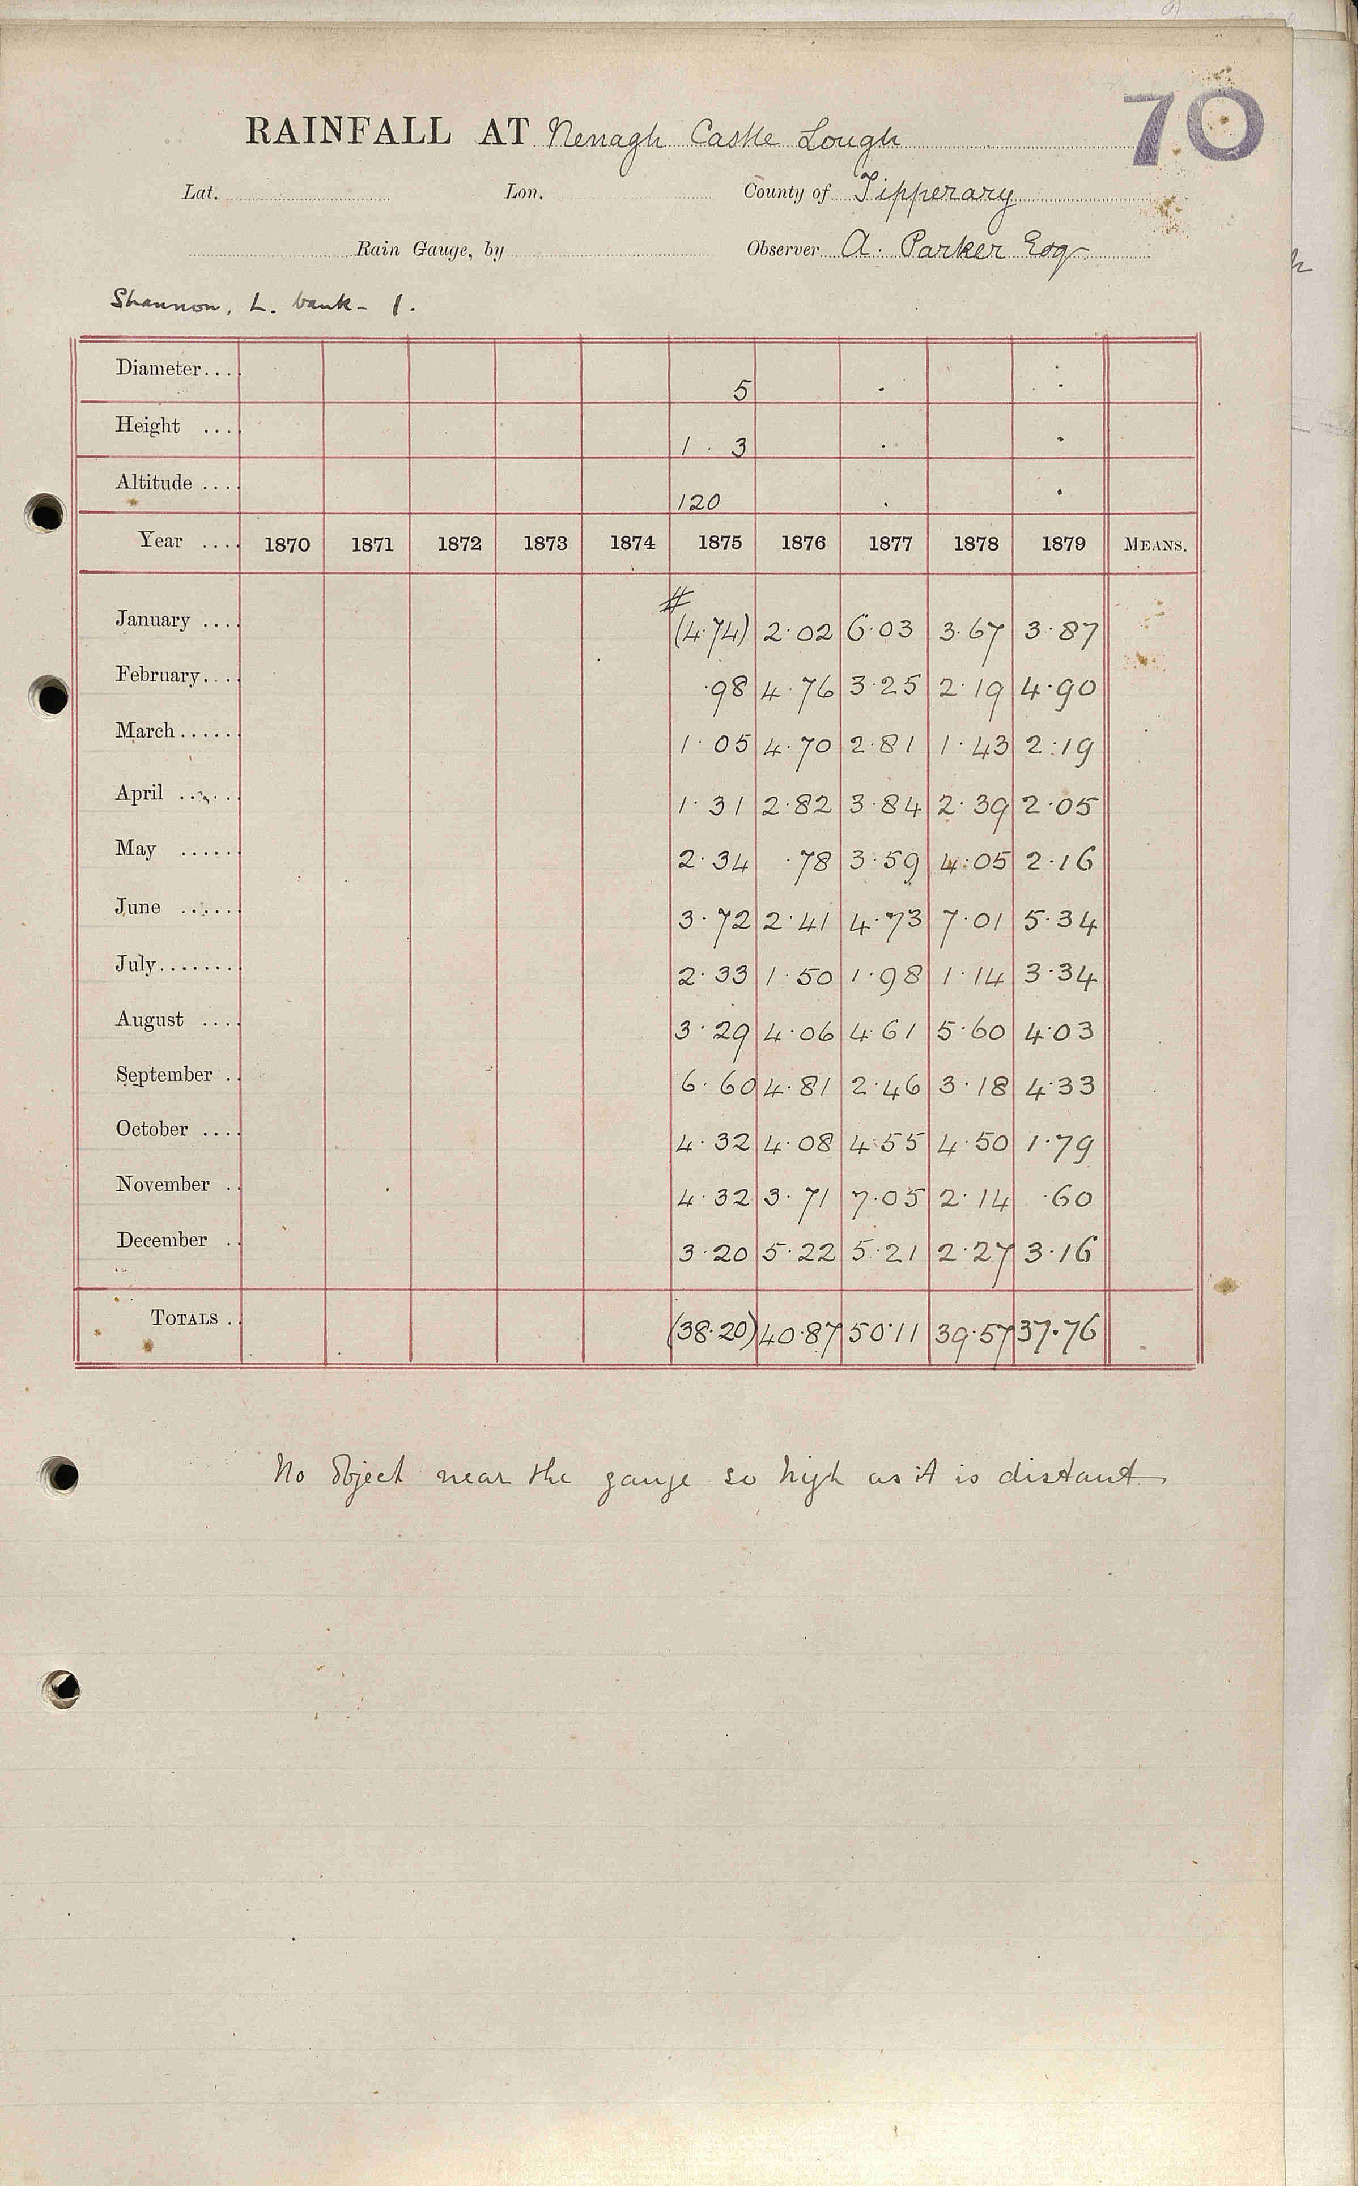 70
RAINFALL AT Nenagh Castle Lough
Lat. Lon. County of Tipperary
Rain Gauge, by Observer A. Parker Esq
Shannon, L. bank - 1.
Diameter.... 5
Height .... 1 . 3
Altitude .... 120
Year .... 1870 1871 1872 1873 1874 1875 1876 1877 1878 1879 MEANS.
#
January .... (4.74) 2.02 6.03 3.67 3.87
February.... .98 4.76 3.25 2.19 4.90
March...... 1.05 4.70 2.81 1.43 2.19
April ...... 1.31 2.82 3.84 2.39 2.05
May ...... 2.34 .78 3.59 4.05 2.16
June ...... 3.72 2.41 4.73 7.01 5.34
July........ 2.33 1.50 1.98 1.14 3.34
August .... 3.29 4.06 4.61 5.60 4.03
September .. 6.60 4.81 2.46 3.18 4.33
October .... 4.32 4.08 4.55 4.50 1.79
November .. 4.32 3.71 7.05 2.14 .60
December .. 3.20 5.22 5.21 2.27 3.16
TOTALS .. (38.20) 40.87 50.11 39.57 37.76
No object near the gauge so high as it is distant